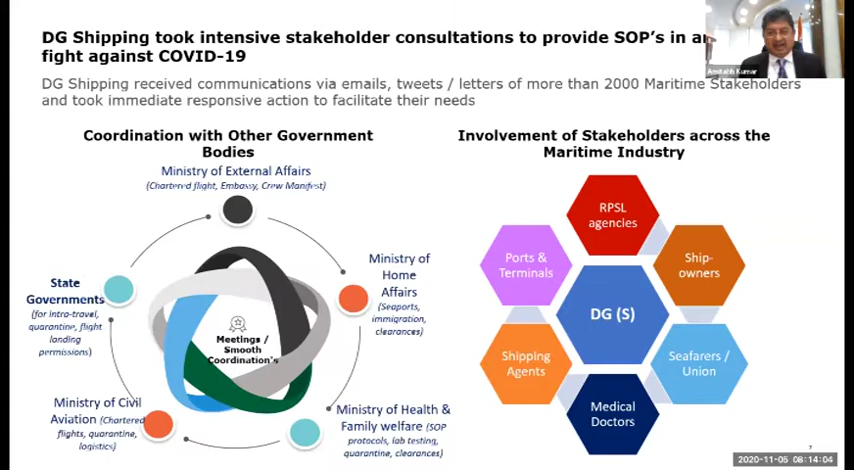 DG Shipping took intensive stakeholder consultations to provide SOP's in
fight against COVID-19
Amitabh Kumar
DG Shipping received communications via emails, tweets / letters of more than 2000 Maritime Stakeholders
and took immediate responsive action to facilitate their needs
Coordination with Other Government
Bodies
Ministry of External Affairs
(Chartered flight, Embassy, Crew Manifest)
Ministry of
Home
Affairs
(Seaports,
immigration,
clearances)
State
Governments
(for intra-travel,
quarantine, flight
landing
permissions)
Meetings /
Smooth
Coordination's
Ministry of Civil
Aviation (Chartered
flights, quarantine,
logistics)
Ministry of Health &
Family welfare (SOP
protocols, lab testing,
quarantine, clearances)
Involvement of Stakeholders across the
Maritime Industry
RPSL
agencies
Ports &
Terminals
Ship-
owners
DG (S)
Shipping
Agents
Seafarers /
Union
Medical
Doctors
7
2020-11-05 08:14:04